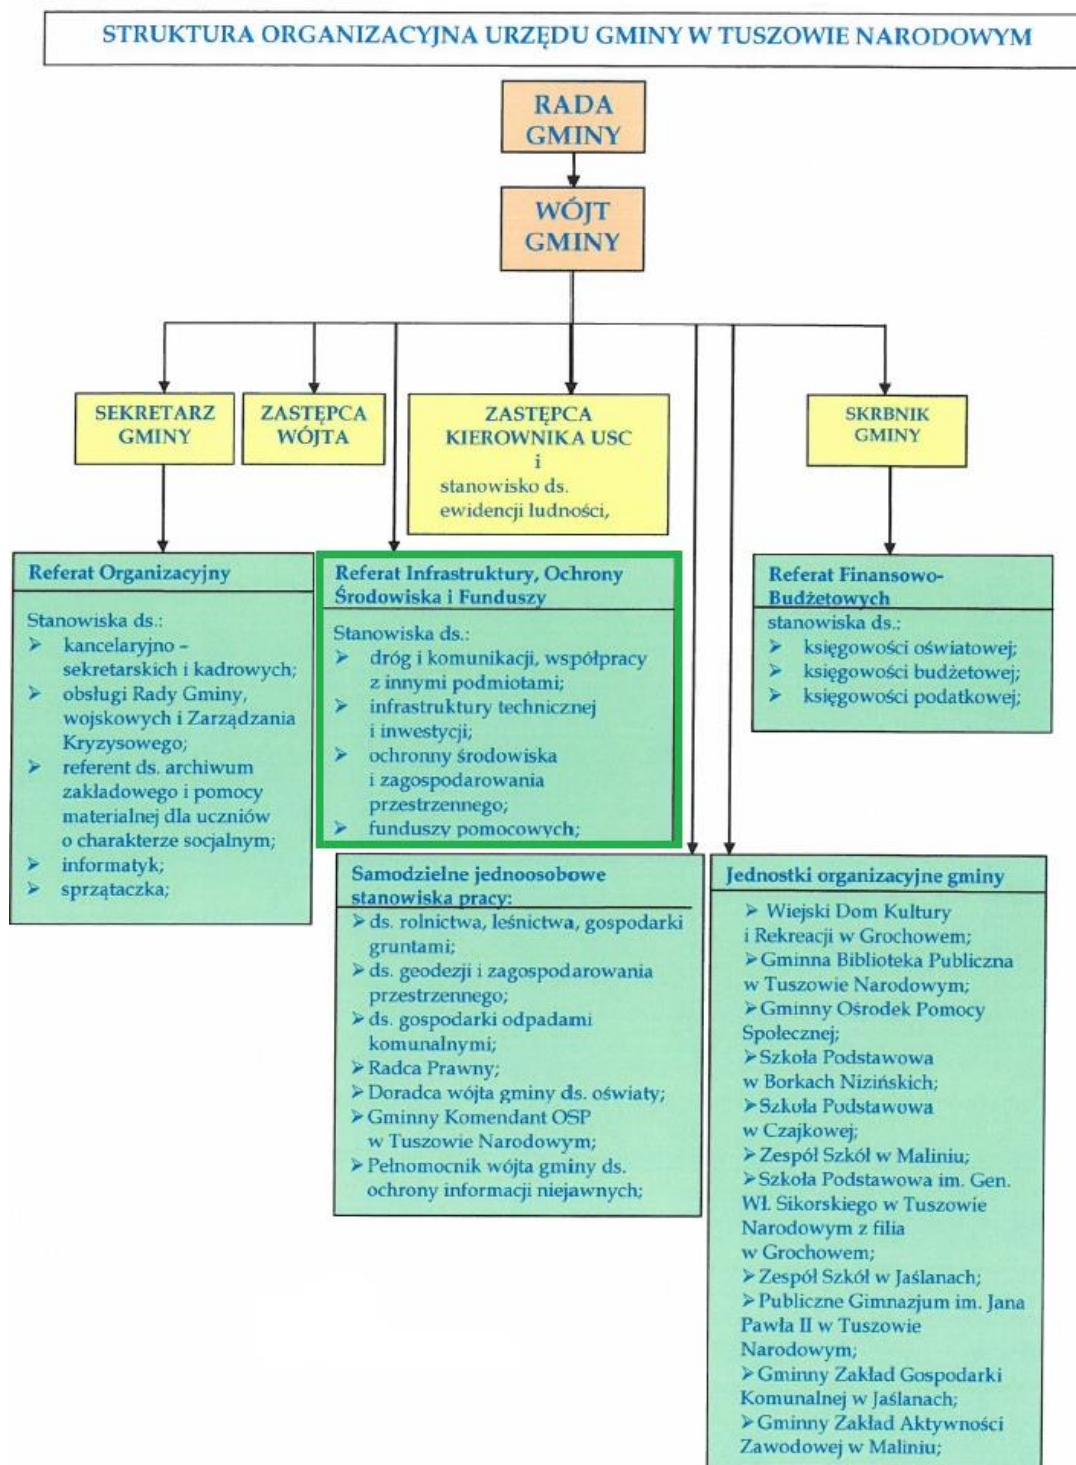 STRUKTURA ORGANIZACYJNA URZĘDU GMINY W TUSZOWIE NARODOWYM
RADA
GMINY
WÓJT
GMINY
SEKRETARZ
GMINY
ZASTĘPCA
WÓJTA
ZASTĘPCA
KIEROWNIKA USC
i
stanowisko ds.
ewidencji ludności,
SKRBNIK
GMINY
Referat Organizacyjny
Stanowiska ds.:
➢ kancelaryjno –
sekretarskich i kadrowych;
➢ obsługi Rady Gminy,
wojskowych i Zarządzania
Kryzysowego;
➢ referent ds. archiwum
zakładowego i pomocy
materialnej dla uczniów
o charakterze socjalnym;
➢ informatyk;
➢ sprzątaczka;
Referat Infrastruktury, Ochrony
Środowiska i Funduszy
Stanowiska ds.:
➢ dróg i komunikacji, współpracy
z innymi podmiotami;
➢ infrastruktury technicznej
i inwestycji;
➢ ochronny środowiska
i zagospodarowania
przestrzennego;
➢ funduszy pomocowych;
Referat Finansowo-
Budżetowych
stanowiska ds.:
➢ księgowości oświatowej;
➢ księgowości budżetowej;
➢ księgowości podatkowej;
Samodzielne jednoosobowe
stanowiska pracy:
➢ ds. rolnictwa, leśnictwa, gospodarki
gruntami;
➢ ds. geodezji i zagospodarowania
przestrzennego;
➢ ds. gospodarki odpadami
komunalnymi;
➢ Radca Prawny;
➢ Doradca wójta gminy ds. oświaty;
➢ Gminny Komendant OSP
w Tuszowie Narodowym;
➢ Pełnomocnik wójta gminy ds.
ochrony informacji niejawnych;
Jednostki organizacyjne gminy
➢ Wiejski Dom Kultury
i Rekreacji w Grochowem;
➢ Gminna Biblioteka Publiczna
w Tuszowie Narodowym;
➢ Gminny Ośrodek Pomocy
Społecznej;
➢ Szkoła Podstawowa
w Borkach Nizińskich;
➢ Szkoła Podstawowa
w Czajkowej;
➢ Zespół Szkół w Maliniu;
➢ Szkoła Podstawowa im. Gen.
Wł. Sikorskiego w Tuszowie
Narodowym z filia
w Grochowem;
➢ Zespół Szkół w Jaślanach;
➢ Publiczne Gimnazjum im. Jana
Pawła II w Tuszowie
Narodowym;
➢ Gminny Zakład Gospodarki
Komunalnej w Jaślanach;
➢ Gminny Zakład Aktywności
Zawodowej w Maliniu;